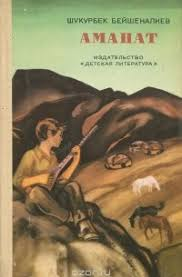 ШУКУРБЕК БЕЙШЕНАЛИЕВ
АМАНАТ
ИЗДАТЕЛЬСТВО
«ДЕТСКАЯ ЛИТЕРАТУРА»